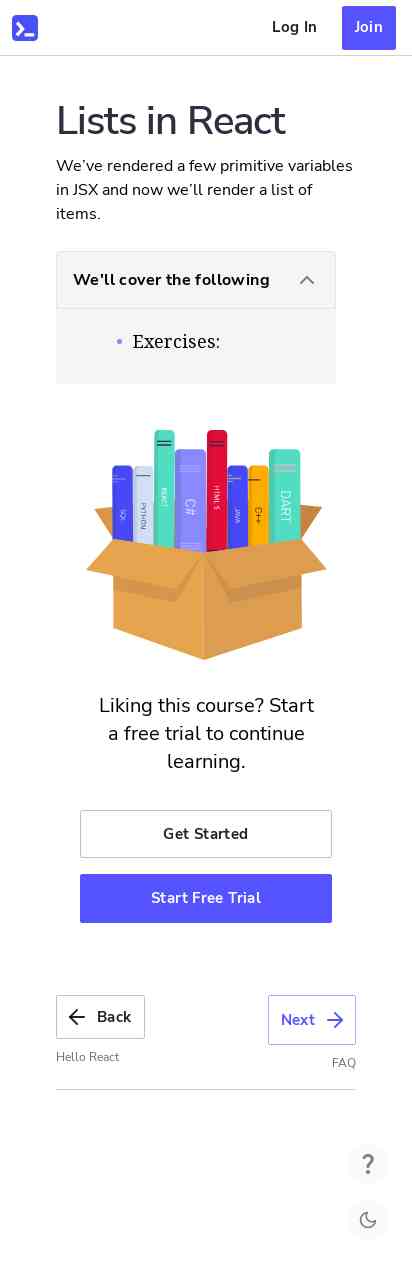 Log In
Join
Lists in React
We've rendered a few primitive variables
in JSX and now we'll render a list of
items.
We'll cover the following
Exercises:
SQL
PYTHON
REACT
C#
HTML 5
JAVA
C++
DART
Liking this course? Start
a free trial to continue
learning.
Get Started
Start Free Trial
Back
Next
Hello React
FAQ
?